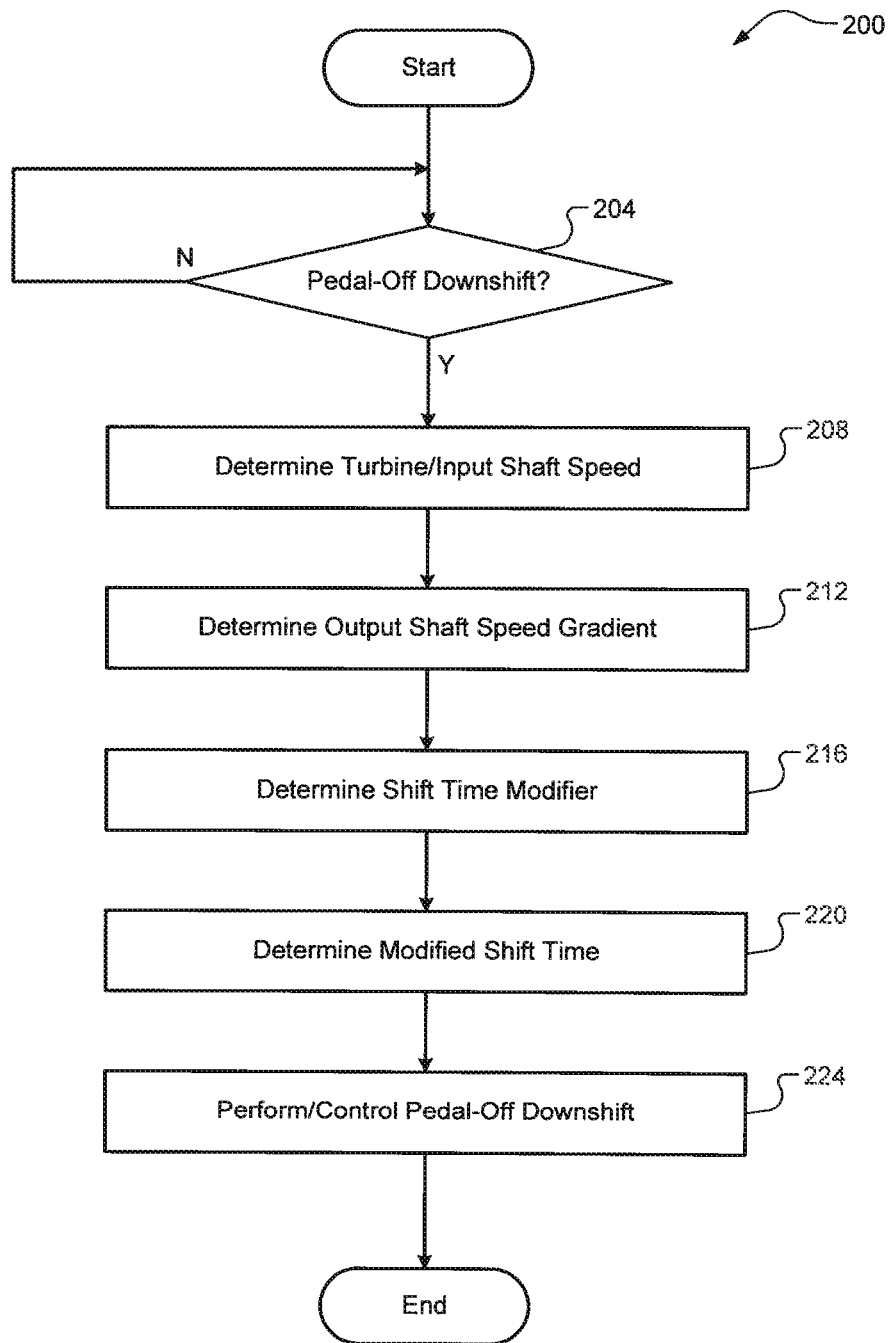 200
Start
204
N
Pedal-Off Downshift?
Y
208
Determine Turbine/Input Shaft Speed
212
Determine Output Shaft Speed Gradient
216
Determine Shift Time Modifier
220
Determine Modified Shift Time
224
Perform/Control Pedal-Off Downshift
End